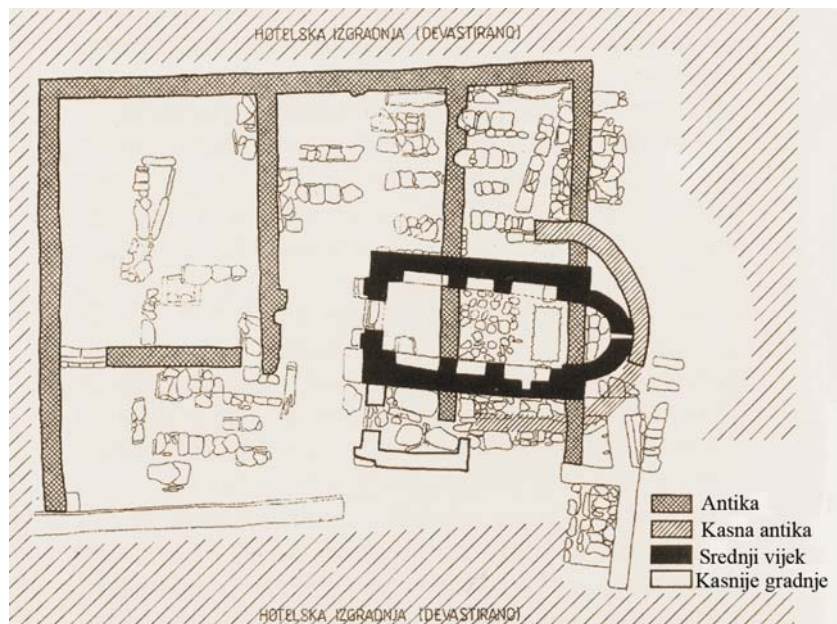 HOTELSKA IZGRADNJA (DEVASTIRANO)
Antika
Kasna antika
Srednji vijek
Kasnije gradnje
HOTELSKA IZGRADNJA (DEVASTIRANO)